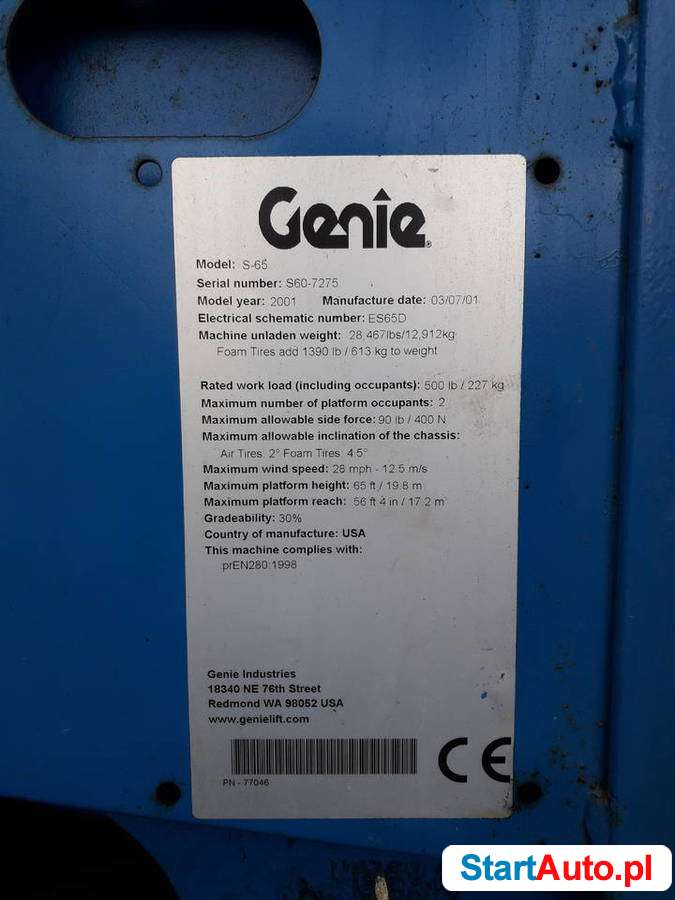 Genie
Model: S-65
Serial number: S60-7275
Model year: 2001 Manufacture date: 03/07/01
Electrical schematic number: ES65D
Machine unladen weight: 28,467lbs/12,912kg
Foam Tires add 1390 lb / 613 kg to weight
Rated work load (including occupants): 500 lb / 227 kg
Maximum number of platform occupants: 2
Maximum allowable side force: 90 lb / 400 N
Maximum allowable inclination of the chassis:
Air Tires 2° Foam Tires 4.5°
Maximum wind speed: 28 mph - 12.5 m/s
Maximum platform height: 65 ft / 19.8 m
Maximum platform reach: 56 ft 4 in / 17.2 m
Gradeability: 30%
Country of manufacture: USA
This machine complies with:
prEN280:1998
Genie Industries
18340 NE 76th Street
Redmond WA 98052 USA
www.genielift.com
PN - 77046
CE
StartAuto.pl